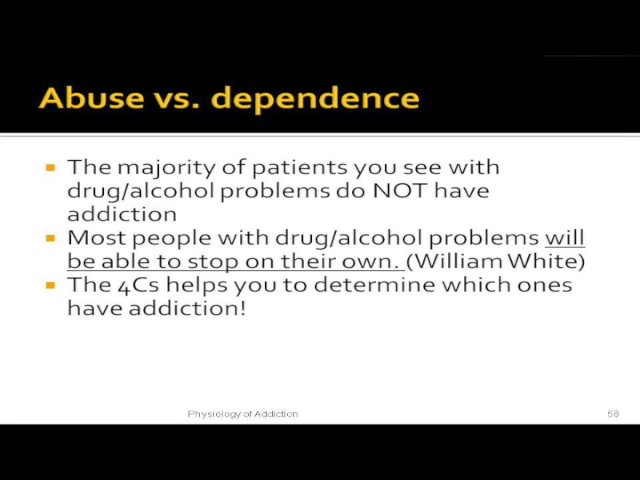 Abuse vs. dependence
The majority of patients you see with
drug/alcohol problems do NOT have
addiction
Most people with drug/alcohol problems will
be able to stop on their own. (William White)
The 4Cs helps you to determine which ones
have addiction!
Physiology of Addiction 58